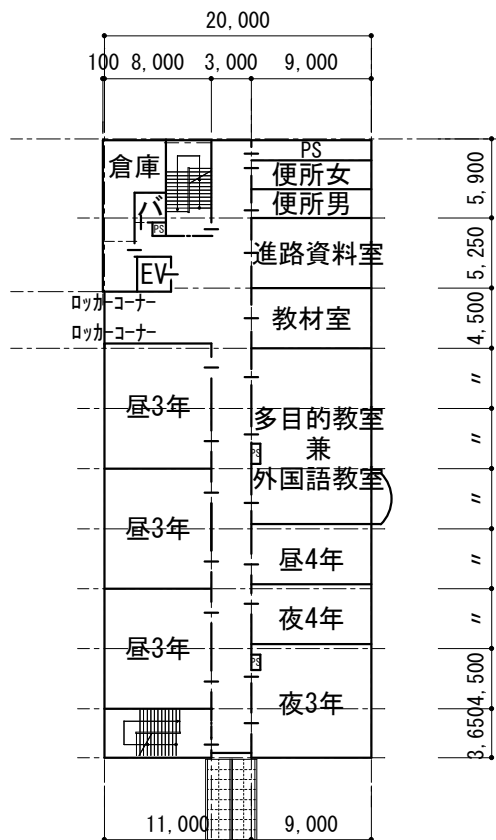 20,000
100 8,000 3,000 9,000
倉庫
PS
便所女
便所男
バ
PS
進路資料室
EV
ロッカーコーナー
ロッカーコーナー
教材室
昼3年
多目的教室
兼
外国語教室
PS
昼3年
昼4年
夜4年
昼3年
PS
夜3年
5,900
5,250
4,500
〃
〃
〃
〃
〃
4,500
3,650
11,000 9,000